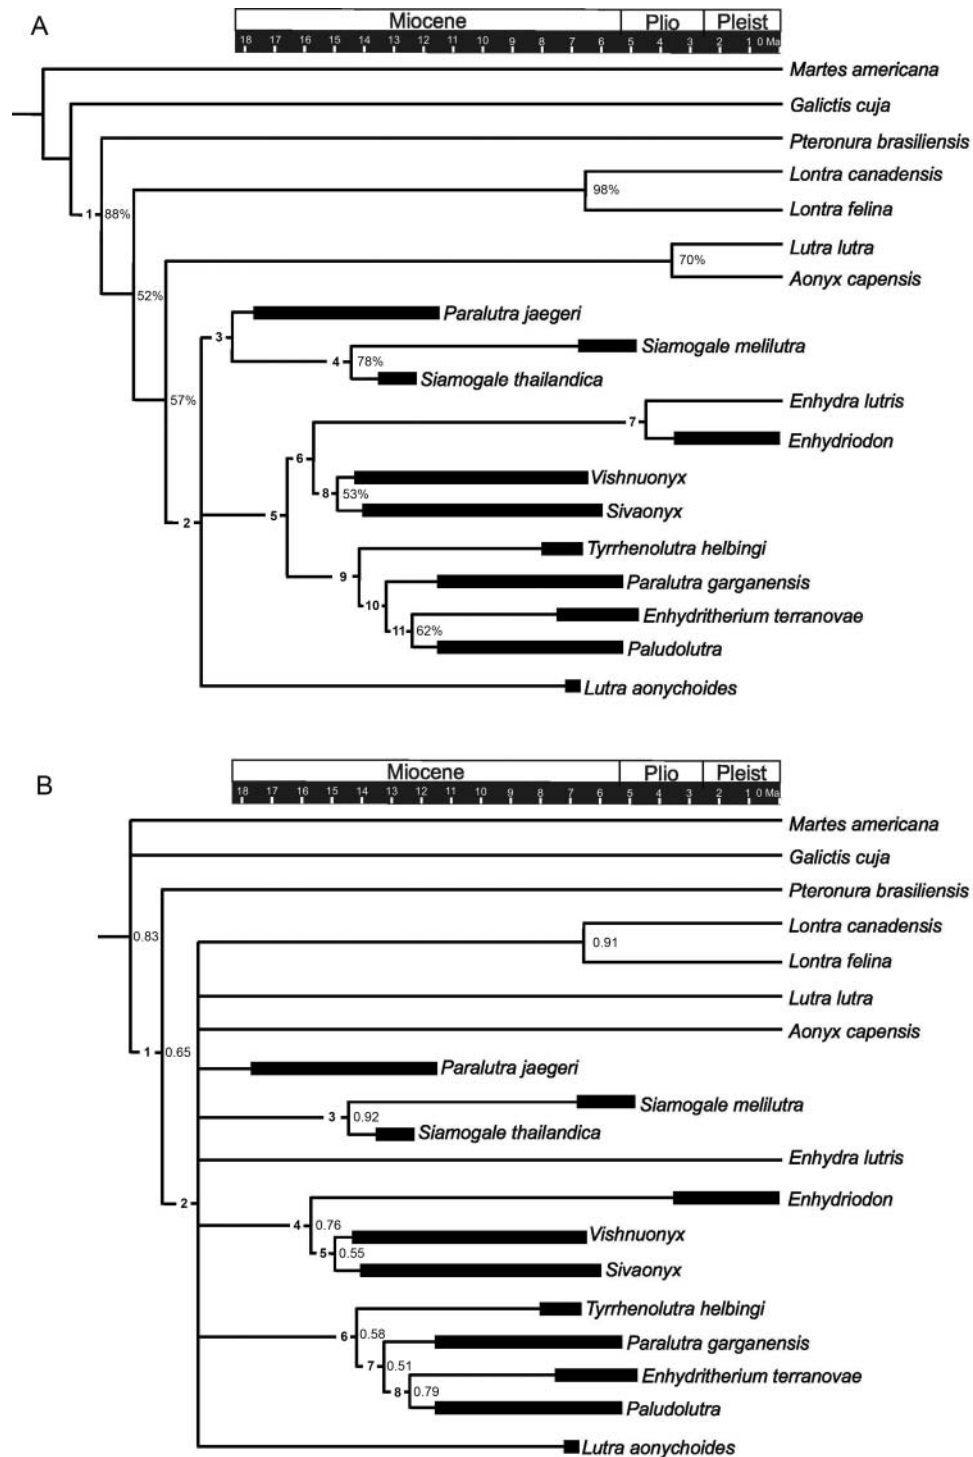 A
Miocene Plio Pleist
18 17 16 15 14 13 12 11 10 9 8 7 6 5 4 3 2 1 0 Ma
Martes americana
Galictis cuja
Pteronura brasiliensis
Lontra canadensis
98%
1 88%
Lontra felina
Lutra lutra
70%
Aonyx capensis
52%
Paralutra jaegeri
3
Siamogale melilutra
4 78%
Siamogale thailandica
57%
Enhydra lutris
7
Enhydriodon
6
Vishnuonyx
8 53%
Sivaonyx
2 5
Tyrrhenolutra helbingi
9
Paralutra garganensis
10
Enhydritherium terranovae
11 62%
Paludolutra
Lutra aonychoides
B
Miocene Plio Pleist
18 17 16 15 14 13 12 11 10 9 8 7 6 5 4 3 2 1 0 Ma
Martes americana
Galictis cuja
Pteronura brasiliensis
Lontra canadensis
0.83 0.91
Lontra felina
Lutra lutra
Aonyx capensis
1 0.65
Paralutra jaegeri
Siamogale melilutra
3 0.92
Siamogale thailandica
Enhydra lutris
2
Enhydriodon
4 0.76
Vishnuonyx
5 0.55
Sivaonyx
Tyrrhenolutra helbingi
6 0.58
Paralutra garganensis
7 0.51
Enhydritherium terranovae
8 0.79
Paludolutra
Lutra aonychoides